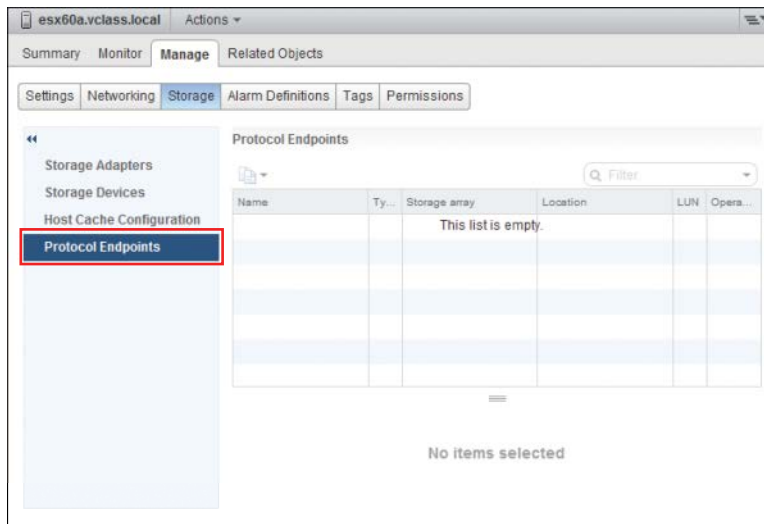 esx60a.vclass.local Actions
Summary Monitor Manage Related Objects
Settings Networking Storage Alarm Definitions Tags Permissions
Protocol Endpoints
Storage Adapters
Storage Devices
Host Cache Configuration
Protocol Endpoints
Filter
Name Ty... Storage array Location LUN Opera...
This list is empty.
No items selected